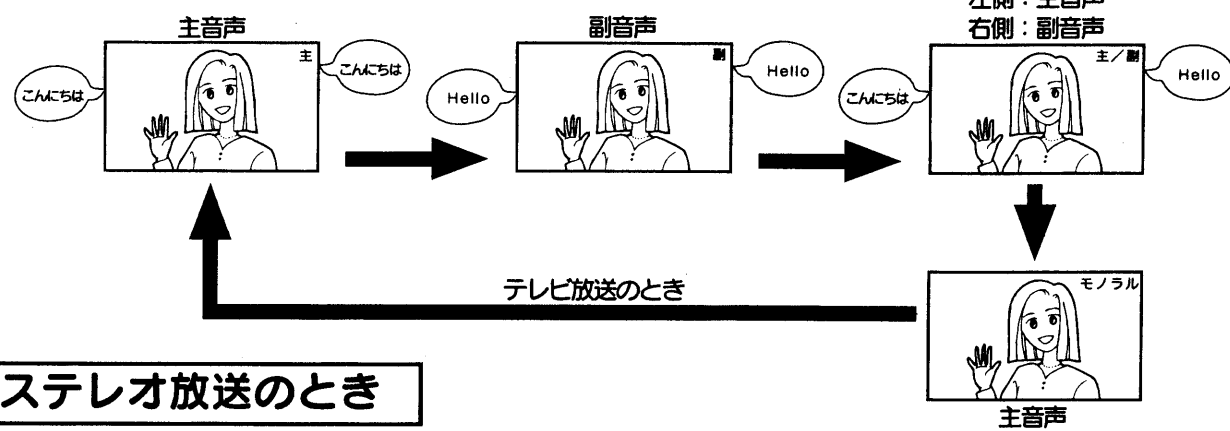 左側：主音声
右側：副音声
主音声
主
こんにちは
こんにちは
副音声
副
Hello
Hello
主／副
こんにちは
Hello
モノラル
主音声
テレビ放送のとき
ステレオ放送のとき